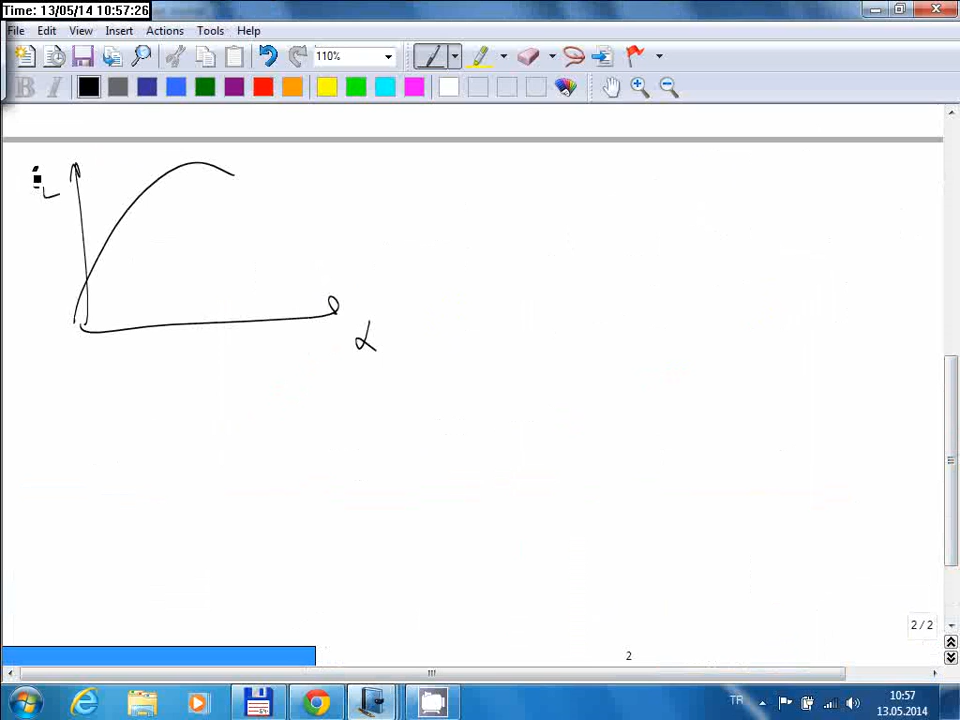 Time: 13/05/14 10:57:26
File Edit View Insert Actions Tools Help
110%
B I
L
α
2 / 2
2
TR 10:57
13.05.2014